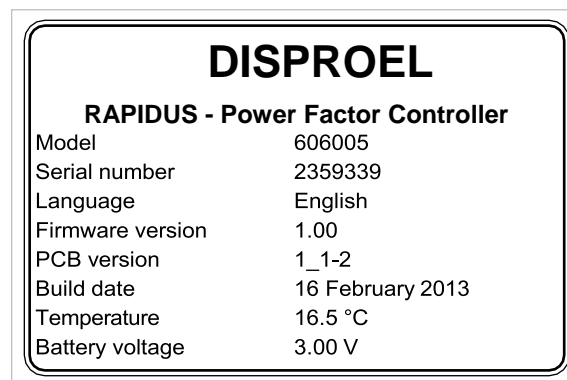 DISPROEL
RAPIDUS - Power Factor Controller
Model 606005
Serial number 2359339
Language English
Firmware version 1.00
PCB version 1_1-2
Build date 16 February 2013
Temperature 16.5 °C
Battery voltage 3.00 V